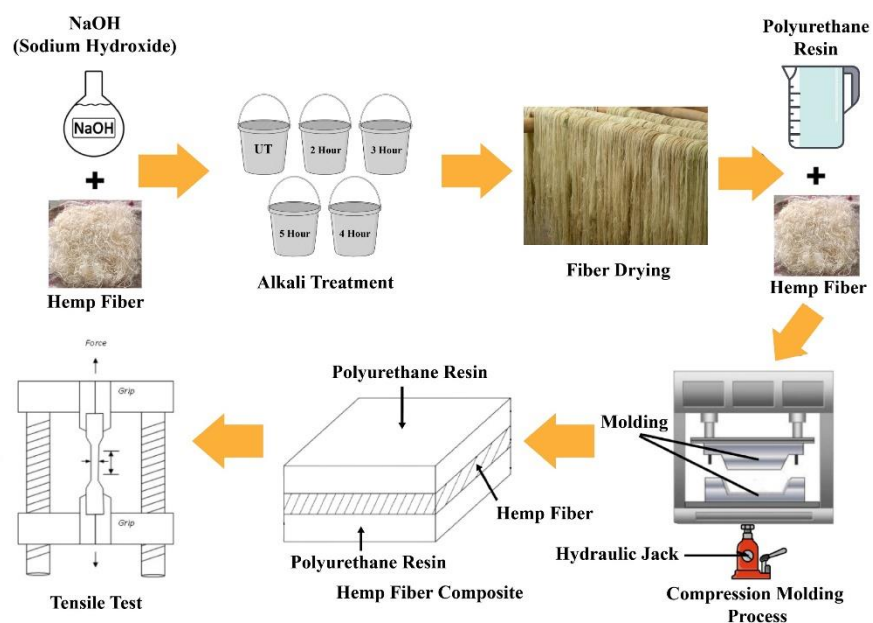 NaOH
(Sodium Hydroxide)
NaOH
+
Hemp Fiber
UT
2 Hour
3 Hour
5 Hour
4 Hour
Alkali Treatment
Fiber Drying
Polyurethane
Resin
+
Hemp Fiber
Molding
Hydraulic Jack
Compression Molding
Process
Polyurethane Resin
Hemp Fiber
Polyurethane Resin
Hemp Fiber Composite
Force
Grip
Grip
Tensile Test